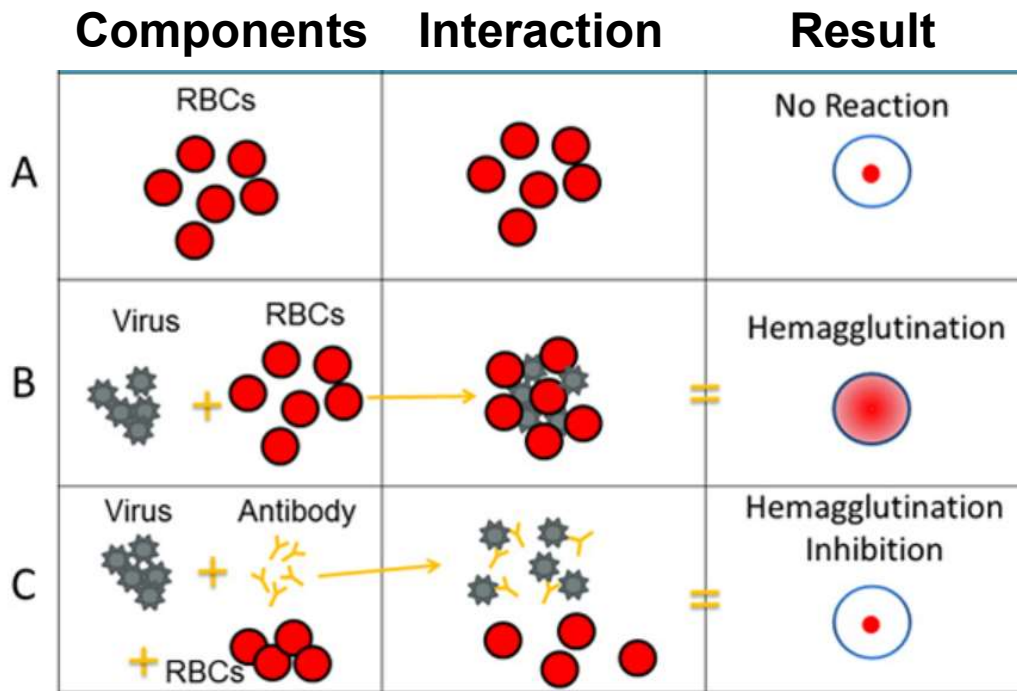 Components Interaction Result
A
RBCs
No Reaction
B
Virus
RBCs
+
=
Hemagglutination
C
Virus
Antibody
+
+
RBCs
=
Hemagglutination
Inhibition